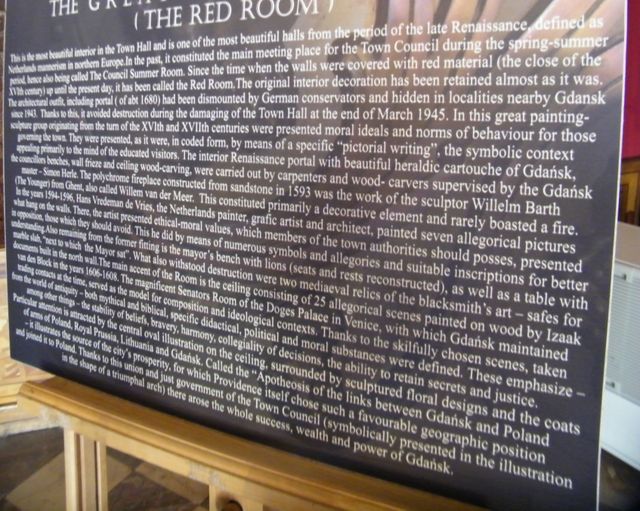 THE GREA
( THE RED ROOM )
This is the most beautiful interior in the Town Hall and is one of the most beautiful halls from the period of the late Renaissance, defined as
Netherlands mannerism in northern Europe.In the past, it constituted the main meeting place for the Town Council during the spring-summer
period, hence also being called The Council Summer Room. Since the time when the walls were covered with red material (the close of the
XVth century) up until the present day, it has been called the Red Room.The original interior decoration has been retained almost as it was.
The architectural outfit, including portal ( of abt 1680) had been dismounted by German conservators and hidden in localities nearby Gdansk
since 1943. Thanks to this, it avoided destruction during the damaging of the Town Hall at the end of March 1945. In this great painting-
sculpture group originating from the turn of the XVIth and XVIIth centuries were presented moral ideals and norms of behaviour for those
governing the town. They were presented, as it were, in coded form, by means of a specific "pictorial writing", the symbolic context
appealing primarily to the mind of the educated visitors. The interior Renaissance portal with beautiful heraldic cartouche of Gdańsk,
the councillors benches, wall frieze and ceiling wood-carving, were carried out by carpenters and wood- carvers supervised by the Gdańsk
master - Simon Herle. The polychrome fireplace constructed from sandstone in 1593 was the work of the sculptor Willelm Barth
(The Younger) from Ghent, also called Willem van der Meer. This constituted primarily a decorative element and rarely boasted a fire.
In the years 1594-1596, Hans Vredeman de Vries, the Netherlands painter, grafic artist and architect, painted seven allegorical pictures
what hang on the walls. There, the artist presented ethical-moral values, which members of the town authorities should posses, presented
in opposition, those which they should avoid. This he did by means of numerous symbols and allegories and suitable inscriptions for better
understanding.Also remaining from the former fitting is the mayor's bench with lions (seats and rests reconstructed), as well as a table with
marble slab, "next to which the Mayor sat". What also withstood destruction were two mediaeval relics of the blacksmith's art – safes for
documents built in the north wall.The main accent of the Room is the ceiling consisting of 25 allegorical scenes painted on wood by Izaak
van den Block in the years 1606-1608. The magnificent Senators Room of the Doges Palace in Venice, with which Gdańsk maintained
trading contacts at the time, served as the model for composition and ideological contexts. Thanks to the skilfully chosen scenes, taken
from the world of antiquity – both mythical and biblical, specific didactical, political and moral substances were defined. These emphasize –
among other things – the stability of beliefs, bravery, harmony, collegiality of decisions, the ability to retain secrets and justice.
Particular attention is attracted by the central oval illustration on the ceiling, surrounded by sculptured floral designs and the coats
of arms of Poland, Royal Prussia, Lithuania and Gdańsk. Called the "Apotheosis of the links between Gdańsk and Poland
- it illustrates the source of the city's prosperity, for which Providence itself chose such a favourable geographic position
and joined it to Poland. Thanks to this union and just government of the Town Council (symbolically presented in the illustration
in the shape of a triumphal arch) there arose the whole success, wealth and power of Gdańsk.